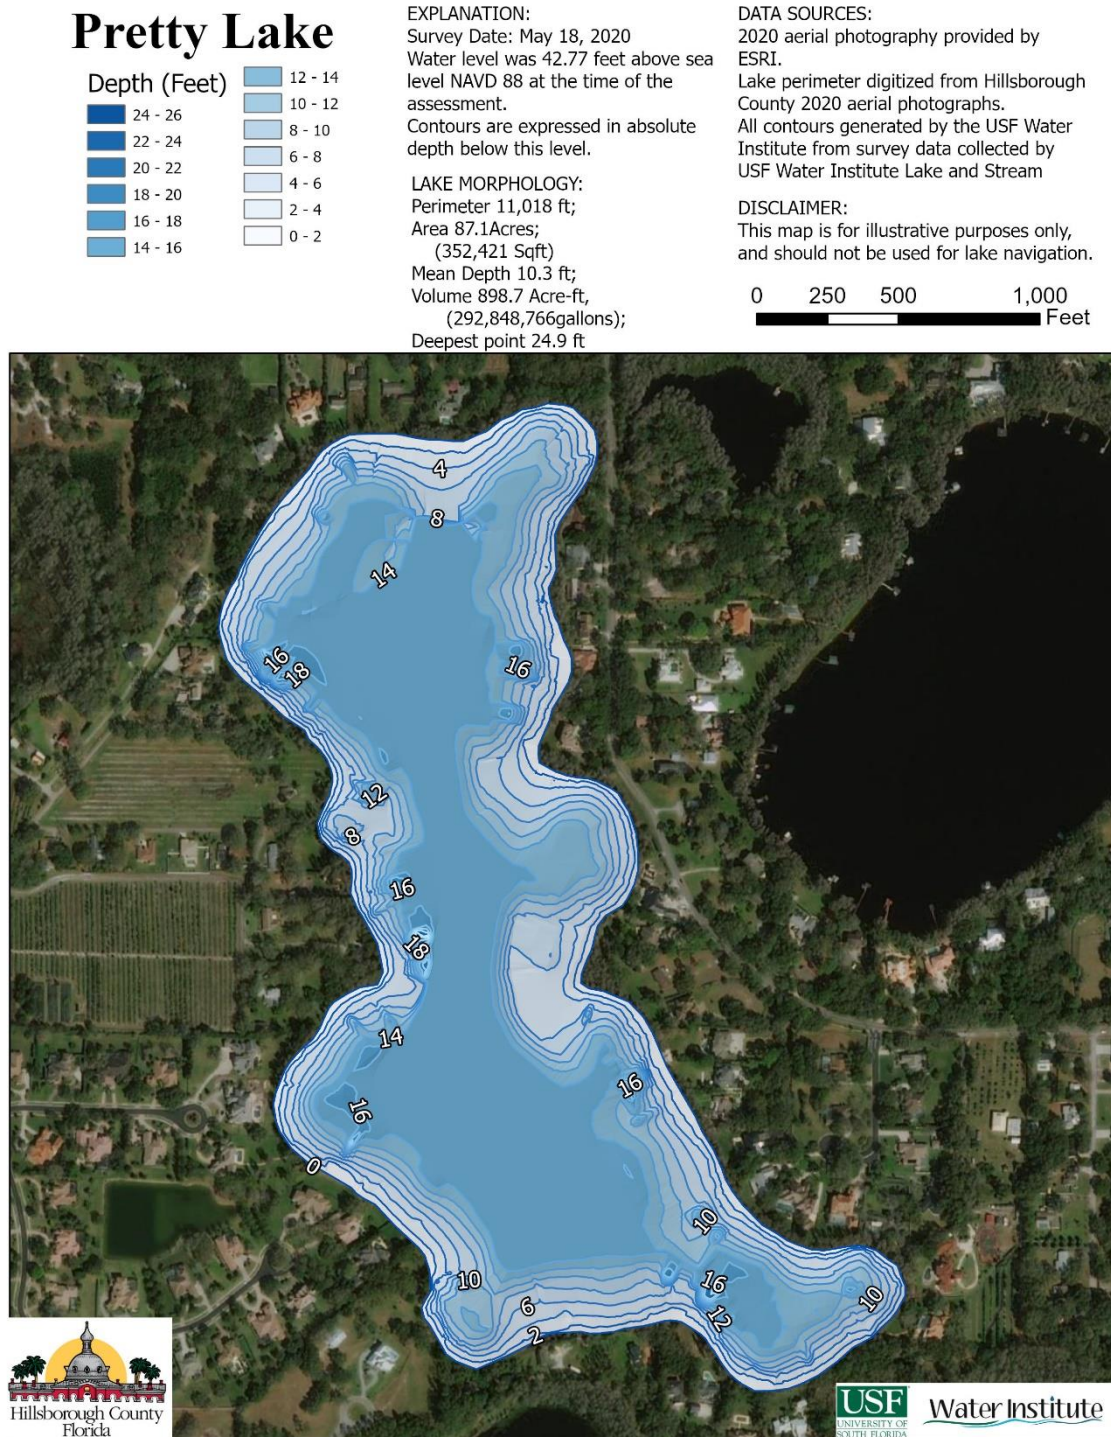 Pretty Lake
Depth (Feet)
24 - 26
22 - 24
20 - 22
18 - 20
16 - 18
14 - 16
12 - 14
10 - 12
8 - 10
6 - 8
4 - 6
2 - 4
0 - 2
EXPLANATION:
Survey Date: May 18, 2020
Water level was 42.77 feet above sea
level NAVD 88 at the time of the
assessment.
Contours are expressed in absolute
depth below this level.
LAKE MORPHOLOGY:
Perimeter 11,018 ft;
Area 87.1Acres;
(352,421 Sqft)
Mean Depth 10.3 ft;
Volume 898.7 Acre-ft,
(292,848,766gallons);
Deepest point 24.9 ft
DATA SOURCES:
2020 aerial photography provided by
ESRI.
Lake perimeter digitized from Hillsborough
County 2020 aerial photographs.
All contours generated by the USF Water
Institute from survey data collected by
USF Water Institute Lake and Stream
DISCLAIMER:
This map is for illustrative purposes only,
and should not be used for lake navigation.
0 250 500 1,000
Feet
4
8
14
16
18
16
12
8
16
18
14
16
16
0
10
10
16
6
12
10
2
Hillsborough County
Florida
USF
UNIVERSITY OF
SOUTH FLORIDA
Water Institute